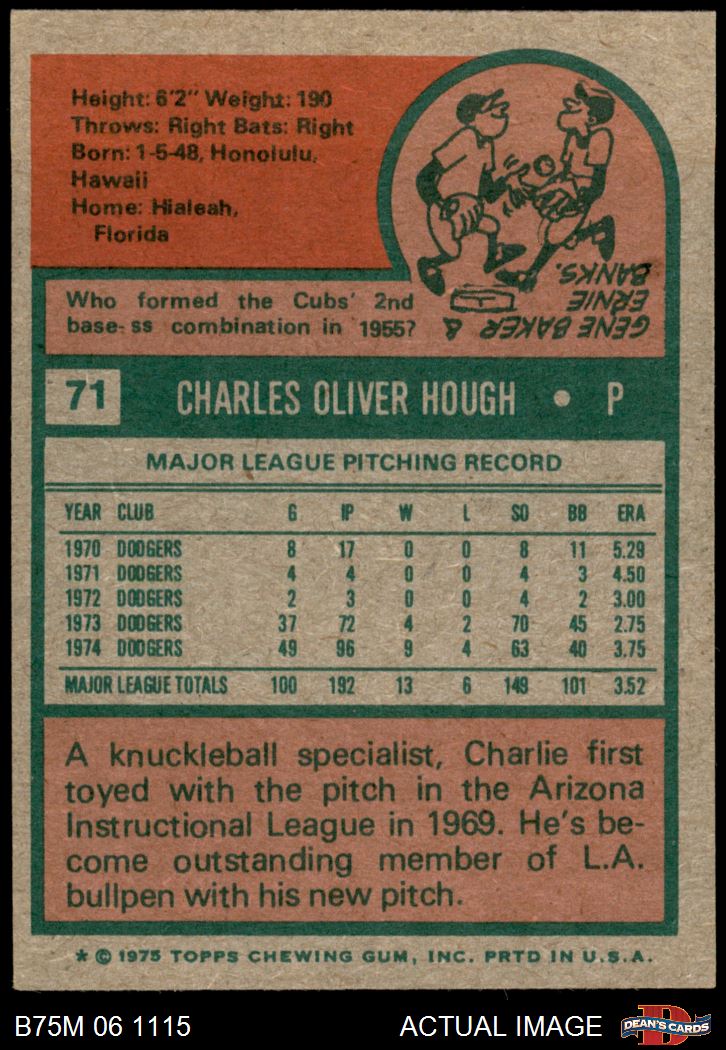 Height: 6'2" Weight: 190
Throws: Right Bats: Right
Born: 1-5-48, Honolulu,
Hawaii
Home: Hialeah,
Florida
Who formed the Cubs' 2nd
base-ss combination in 1955?
GENE BAKER &
ERNIE
BANKS.
71 CHARLES OLIVER HOUGH • P
MAJOR LEAGUE PITCHING RECORD
YEAR CLUB G IP W L SO BB ERA
1970 DODGERS 8 17 0 0 8 11 5.29
1971 DODGERS 4 4 0 0 4 3 4.50
1972 DODGERS 2 3 0 0 4 2 3.00
1973 DODGERS 37 72 4 2 70 45 2.75
1974 DODGERS 49 96 9 4 63 40 3.75
MAJOR LEAGUE TOTALS 100 192 13 6 149 101 3.52
A knuckleball specialist, Charlie first
toyed with the pitch in the Arizona
Instructional League in 1969. He's be-
come outstanding member of L.A.
bullpen with his new pitch.
* © 1975 TOPPS CHEWING GUM, INC. PRTD IN U.S.A.
B75M 06 1115 ACTUAL IMAGE D DEAN'S CARDS